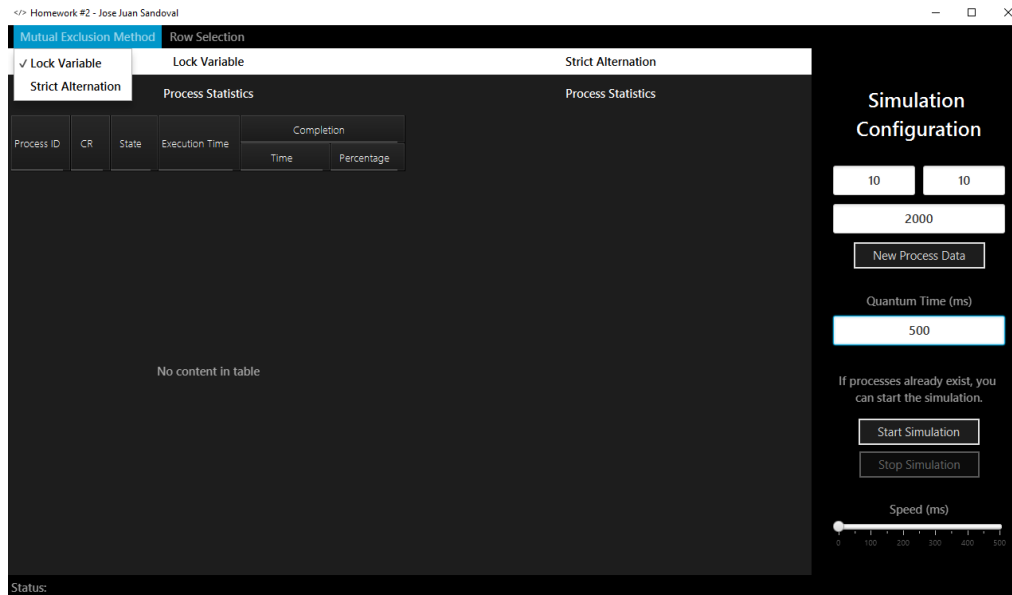 </> Homework #2 - Jose Juan Sandoval
Mutual Exclusion Method Row Selection
✓ Lock Variable
Strict Alternation
Lock Variable Strict Alternation
Process Statistics Process Statistics
Process ID CR State Execution Time Completion
Time Percentage
No content in table
Simulation
Configuration
10 10
2000
New Process Data
Quantum Time (ms)
500
If processes already exist, you
can start the simulation.
Start Simulation
Stop Simulation
Speed (ms)
0 100 200 300 400 500
Status: